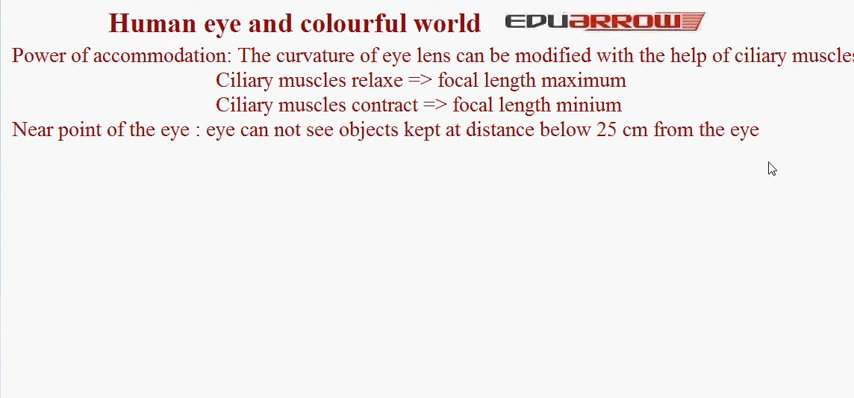 Human eye and colourful world EDUARROW
Power of accommodation: The curvature of eye lens can be modified with the help of ciliary muscles
Ciliary muscles relaxe => focal length maximum
Ciliary muscles contract => focal length minium
Near point of the eye : eye can not see objects kept at distance below 25 cm from the eye